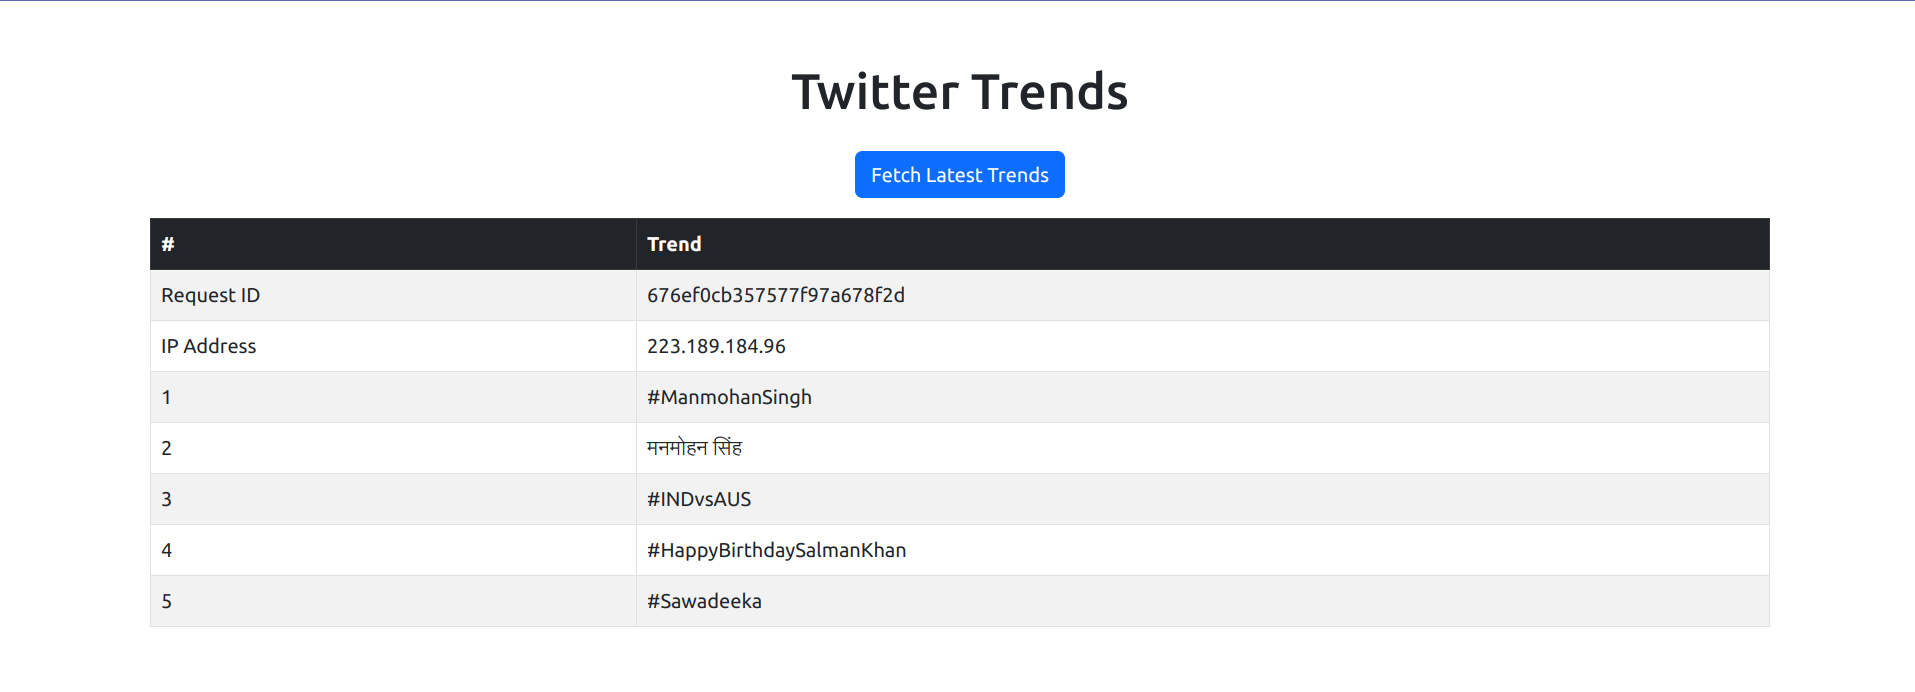 Twitter Trends
Fetch Latest Trends
# Trend
Request ID 676ef0cb357577f97a678f2d
IP Address 223.189.184.96
1 #ManmohanSingh
2 मनमोहन सिंह
3 #INDvsAUS
4 #HappyBirthdaySalmanKhan
5 #Sawadeeka